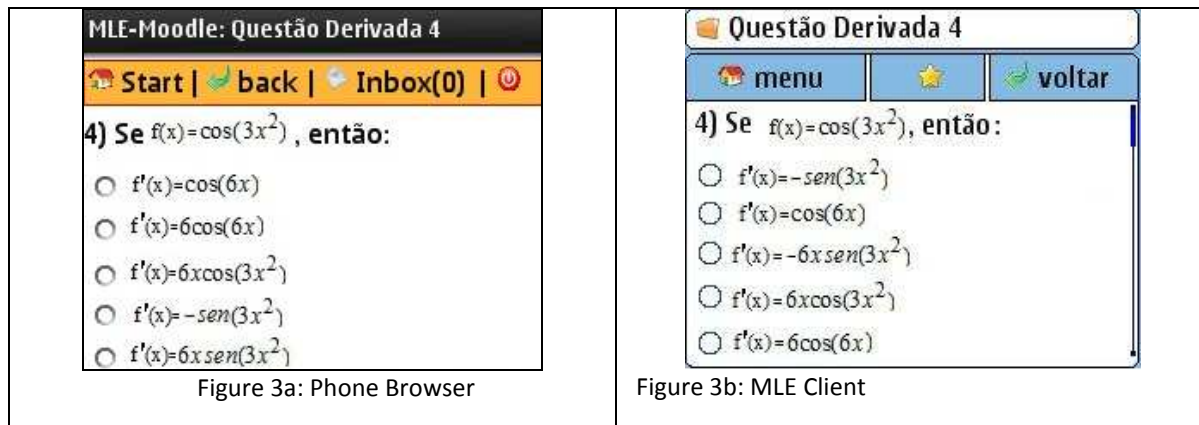 MLE-Moodle: Questão Derivada 4
Start | back | Inbox(0) |
4) Se f(x)=cos(3x²) , então:
f'(x)=cos(6x)
f'(x)=6cos(6x)
f'(x)=6xcos(3x²)
f'(x)=-sen(3x²)
f'(x)=6xsen(3x²)
Figure 3a: Phone Browser
Questão Derivada 4
menu voltar
4) Se f(x)=cos(3x²), então:
f'(x)=-sen(3x²)
f'(x)=cos(6x)
f'(x)=-6xsen(3x²)
f'(x)=6xcos(3x²)
f'(x)=6cos(6x)
Figure 3b: MLE Client